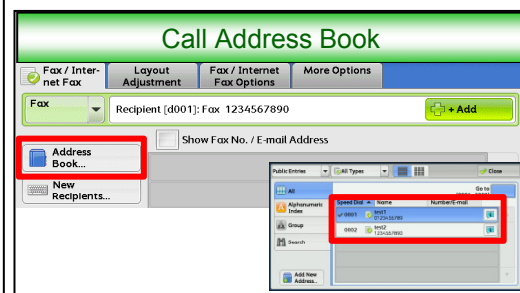 Call Address Book
Fax / Inter-
net Fax
Layout
Adjustment
Fax / Internet
Fax Options
More Options
Fax
Recipient [d001]: Fax 1234567890
+ Add
Show Fax No. / E-mail Address
Address
Book...
New
Recipients...
Public Entries
All Types
Close
All
Go to
Alphanumeric
Index
Speed Dial
Name
Number/E-mail
0001
test1
0123456789
Group
0002
test2
1234567890
Search
Add New
Address..